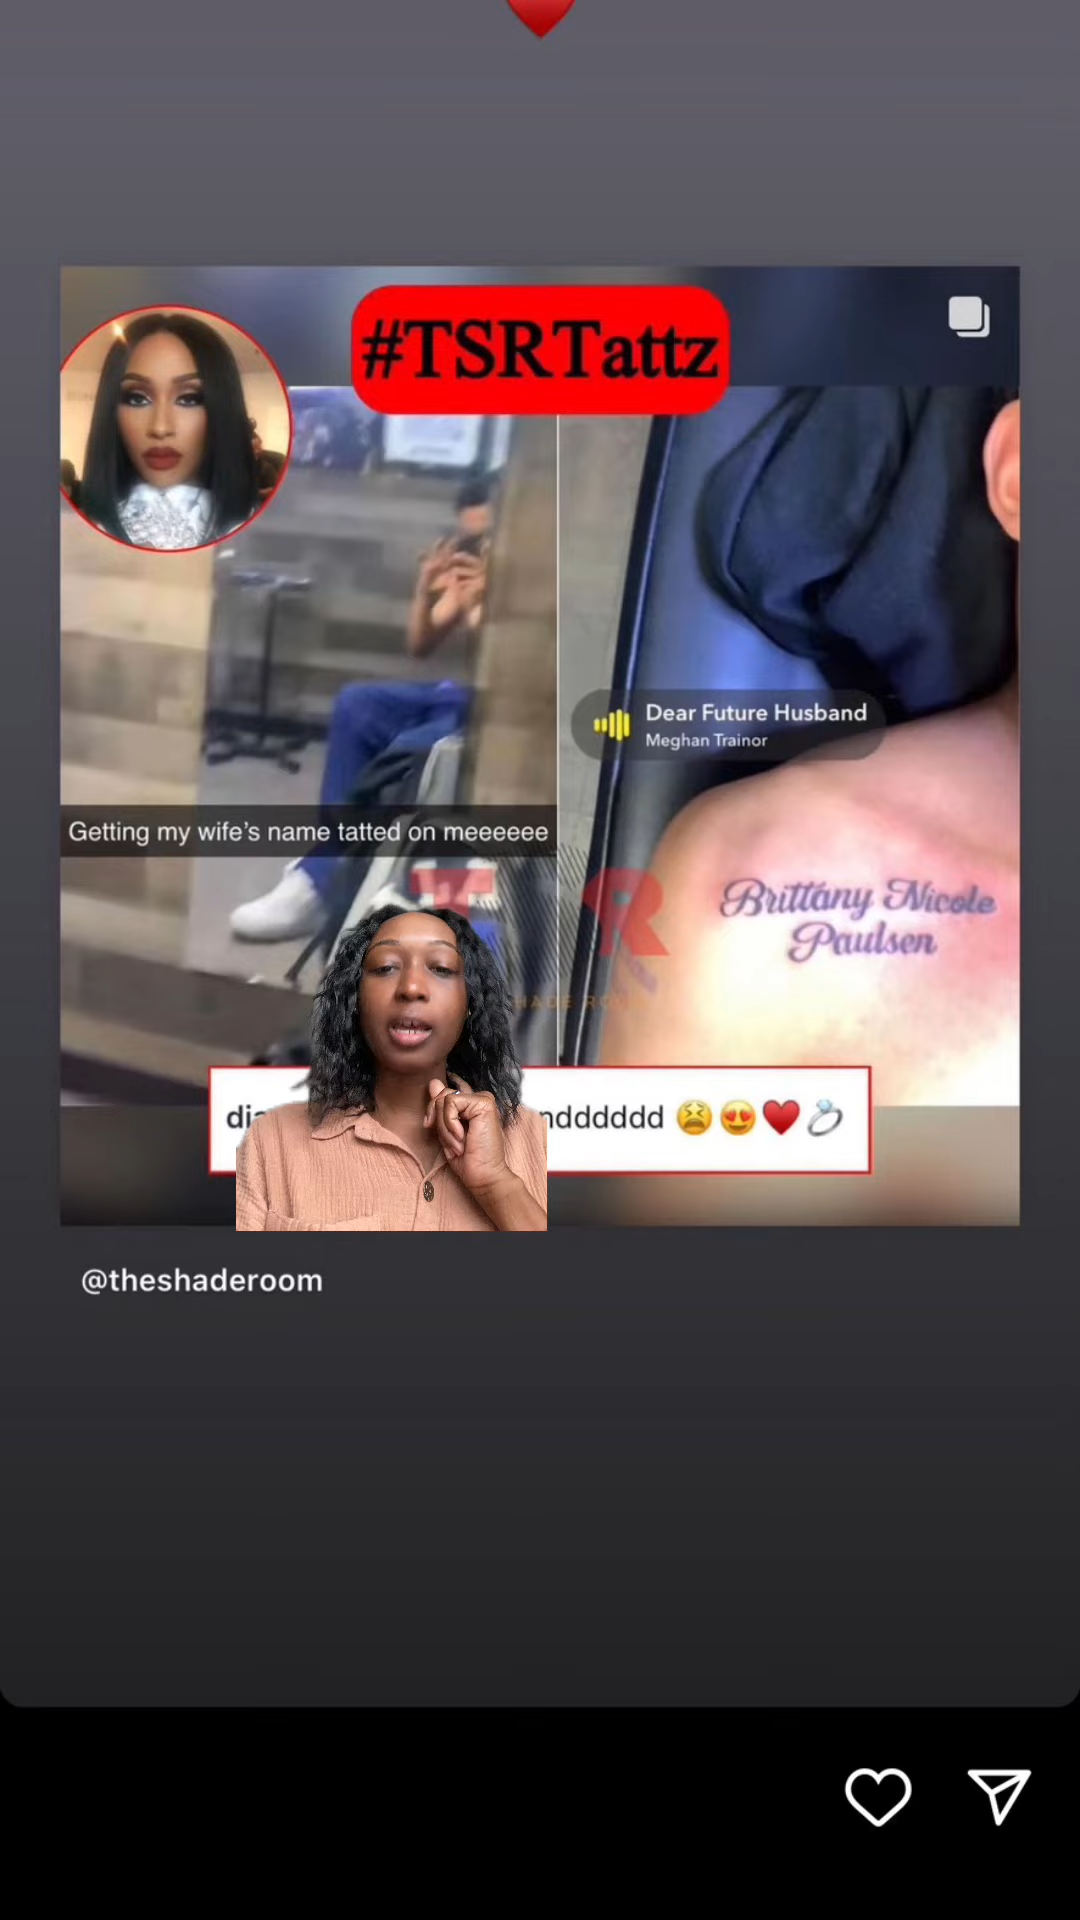 #TSRTattz
Dear Future Husband
Meghan Trainor
Getting my wife's name tatted on meeeeee
Brittany Nicole
Paulsen
ndddddd 😫😍❤️💍
@theshaderoom